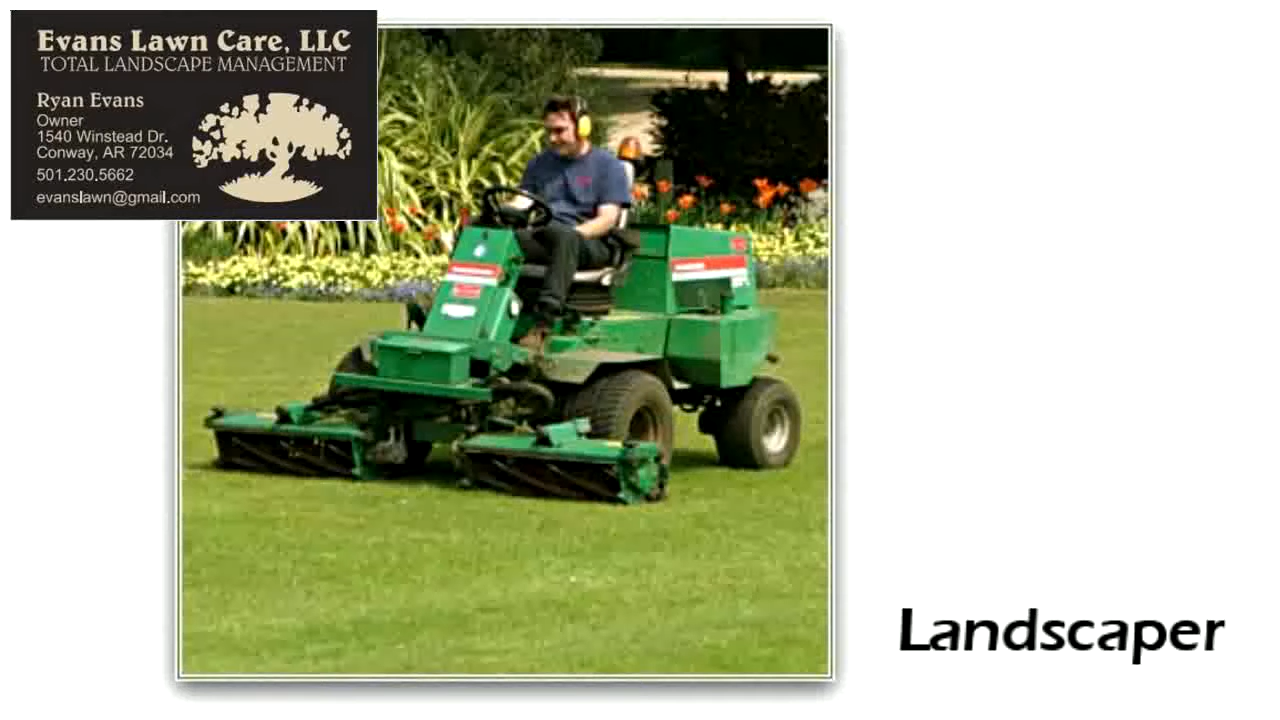 Evans Lawn Care, LLC
TOTAL LANDSCAPE MANAGEMENT
Ryan Evans
Owner
1540 Winstead Dr.
Conway, AR 72034
501.230.5662
evanslawn@gmail.com
Landscaper